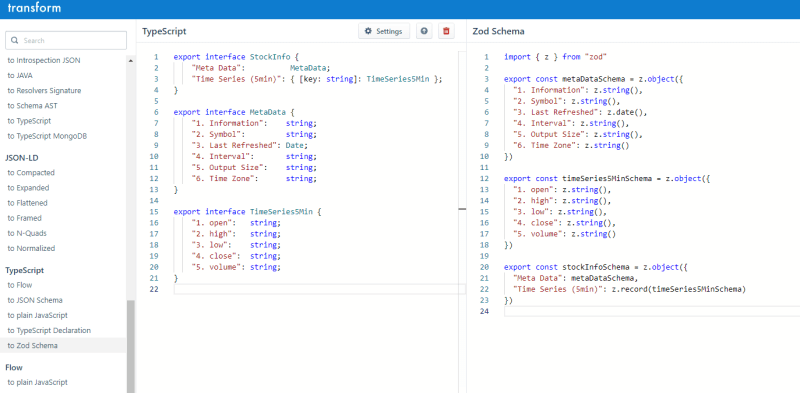 transform
Search
to Introspection JSON
to JAVA
to Resolvers Signature
to Schema AST
to TypeScript
to TypeScript MongoDB
JSON-LD
to Compacted
to Expanded
to Flattened
to Framed
to N-Quads
to Normalized
TypeScript
to Flow
to JSON Schema
to plain JavaScript
to TypeScript Declaration
to Zod Schema
Flow
to plain JavaScript
TypeScript
Settings
1 export interface StockInfo {
2 "Meta Data": MetaData;
3 "Time Series (5min)": { [key: string]: TimeSeries5Min };
4 }
5
6 export interface MetaData {
7 "1. Information": string;
8 "2. Symbol": string;
9 "3. Last Refreshed": Date;
10 "4. Interval": string;
11 "5. Output Size": string;
12 "6. Time Zone": string;
13 }
14
15 export interface TimeSeries5Min {
16 "1. open": string;
17 "2. high": string;
18 "3. low": string;
19 "4. close": string;
20 "5. volume": string;
21 }
22
Zod Schema
1 import { z } from "zod"
2
3 export const metaDataSchema = z.object({
4 "1. Information": z.string(),
5 "2. Symbol": z.string(),
6 "3. Last Refreshed": z.date(),
7 "4. Interval": z.string(),
8 "5. Output Size": z.string(),
9 "6. Time Zone": z.string()
10 })
11
12 export const timeSeries5MinSchema = z.object({
13 "1. open": z.string(),
14 "2. high": z.string(),
15 "3. low": z.string(),
16 "4. close": z.string(),
17 "5. volume": z.string()
18 })
19
20 export const stockInfoSchema = z.object({
21 "Meta Data": metaDataSchema,
22 "Time Series (5min)": z.record(timeSeries5MinSchema)
23 })
24